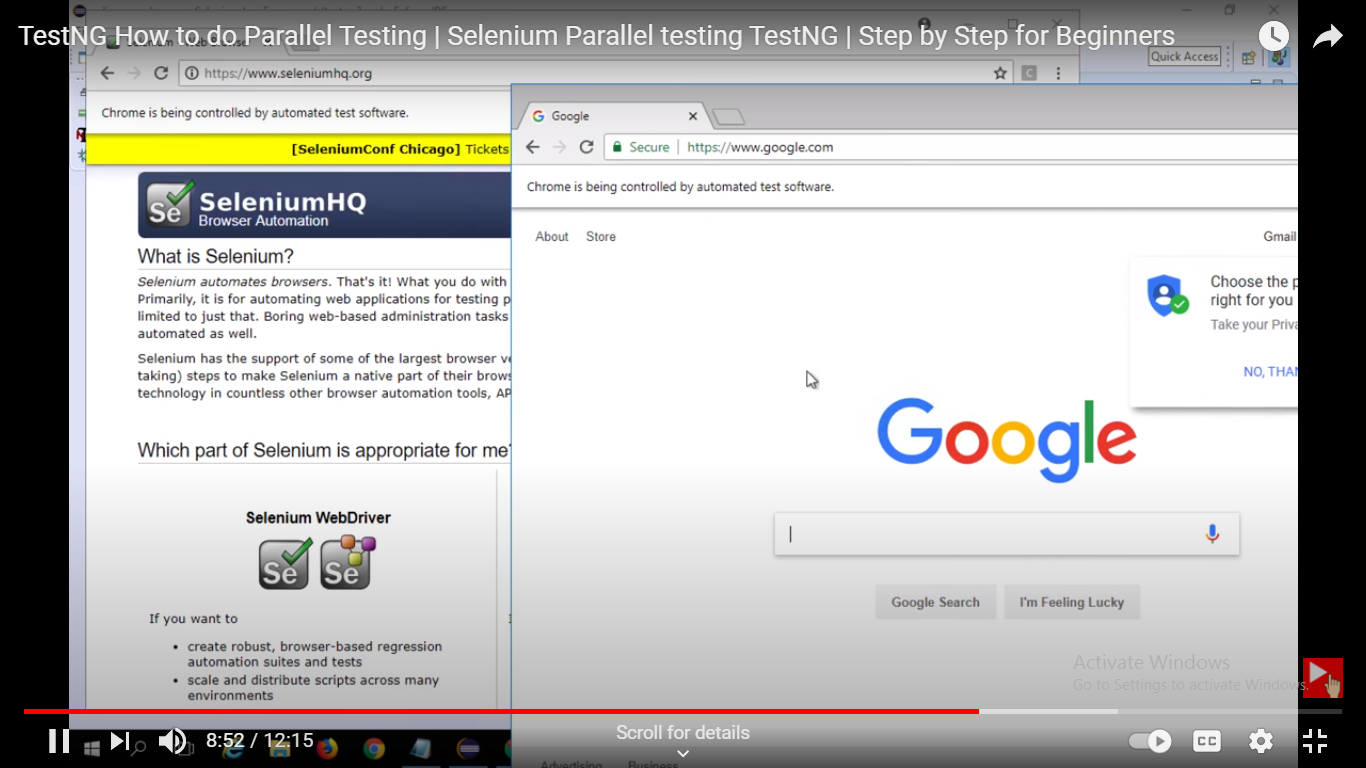 TestNG How to do Parallel Testing | Selenium Parallel testing TestNG | Step by Step for Beginners
Quick Access
https://www.seleniumhq.org
C
Chrome is being controlled by automated test software.
[SeleniumConf Chicago] Tickets
Se
SeleniumHQ
Browser Automation
What is Selenium?
Selenium automates browsers. That's it! What you do with
Primarily, it is for automating web applications for testing p
limited to just that. Boring web-based administration tasks
automated as well.
Selenium has the support of some of the largest browser ve
taking) steps to make Selenium a native part of their brows
technology in countless other browser automation tools, AP
Which part of Selenium is appropriate for me?
Selenium WebDriver
Se Se
If you want to
• create robust, browser-based regression
automation suites and tests
• scale and distribute scripts across many
environments
Google
Secure | https://www.google.com
Chrome is being controlled by automated test software.
About Store
Gmail
Choose the p
right for you
Take your Priva
NO, THAN
Google
Google Search I'm Feeling Lucky
Activate Windows
Go to Settings to activate Windows.
8:52 / 12:15
Scroll for details
CC
Advertising Business